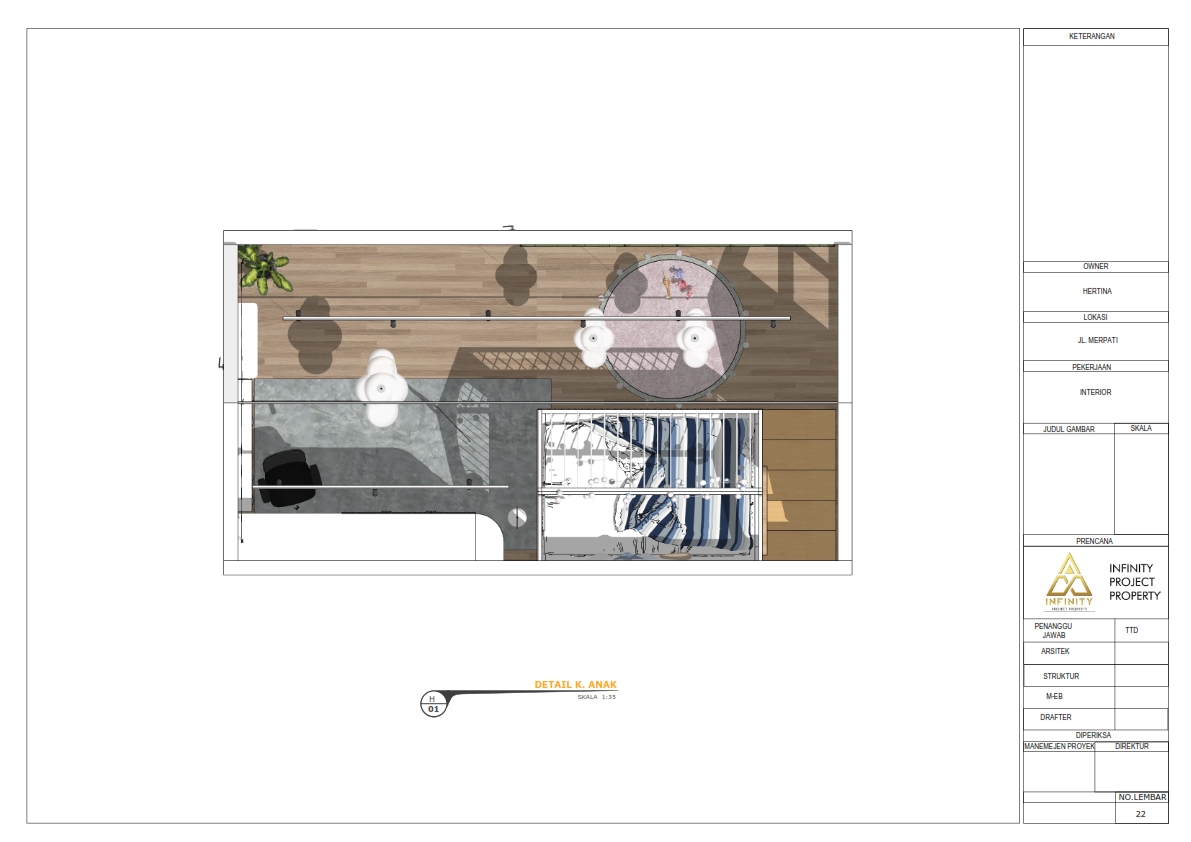 KETERANGAN
OWNER
HERTINA
LOKASI
JL. MERPATI
PEKERJAAN
INTERIOR
JUDUL GAMBAR SKALA
PRENCANA
INFINITY
PROJECT PROPERTY
INFINITY
PROJECT
PROPERTY
PENANGGU
JAWAB
TTD
ARSITEK
STRUKTUR
M-EB
DRAFTER
DIPERIKSA
MANEMEJEN PROYEK DIREKTUR
NO.LEMBAR
22
DETAIL K. ANAK
SKALA 1:35
H
01